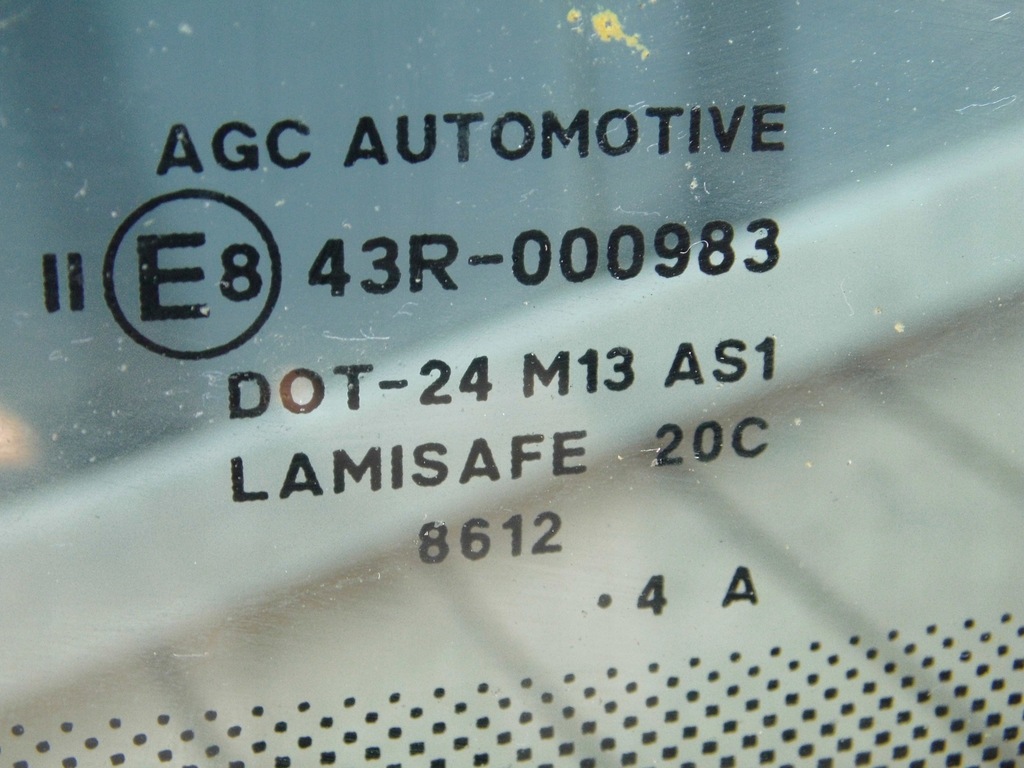 AGC AUTOMOTIVE
II E8 43R-000983
DOT-24 M13 AS1
LAMISAFE 20C
8612
.4 A